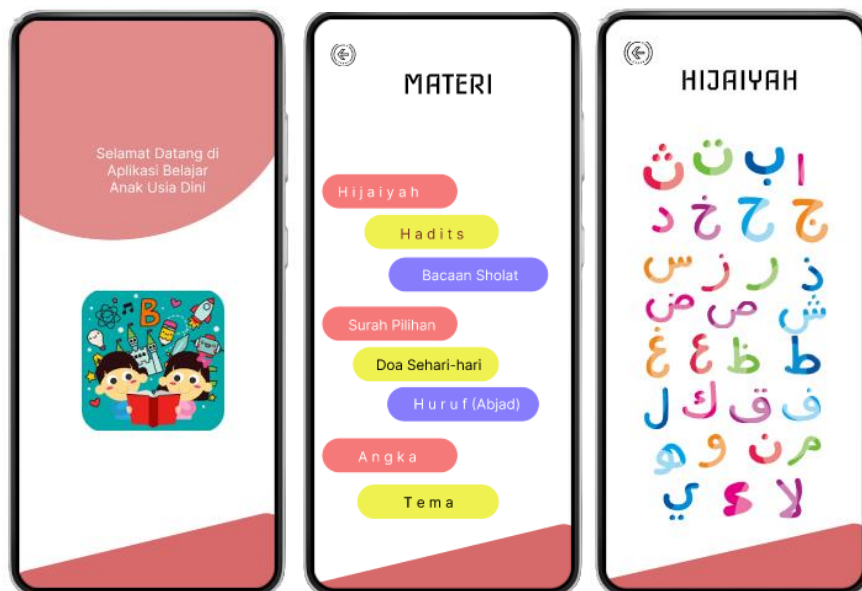 Selamat Datang di
Aplikasi Belajar
Anak Usia Dini
B
MATERI
Hijaiyah
Hadits
Bacaan Sholat
Surah Pilihan
Doa Sehari-hari
Huruf (Abjad)
Angka
Tema
HIJAIYAH
ا ب ت ث
ج ح خ د
ذ ر ز س
ش ص ض
ط ظ ع غ
ف ق ك ل
م ن و ه
لا ء ي